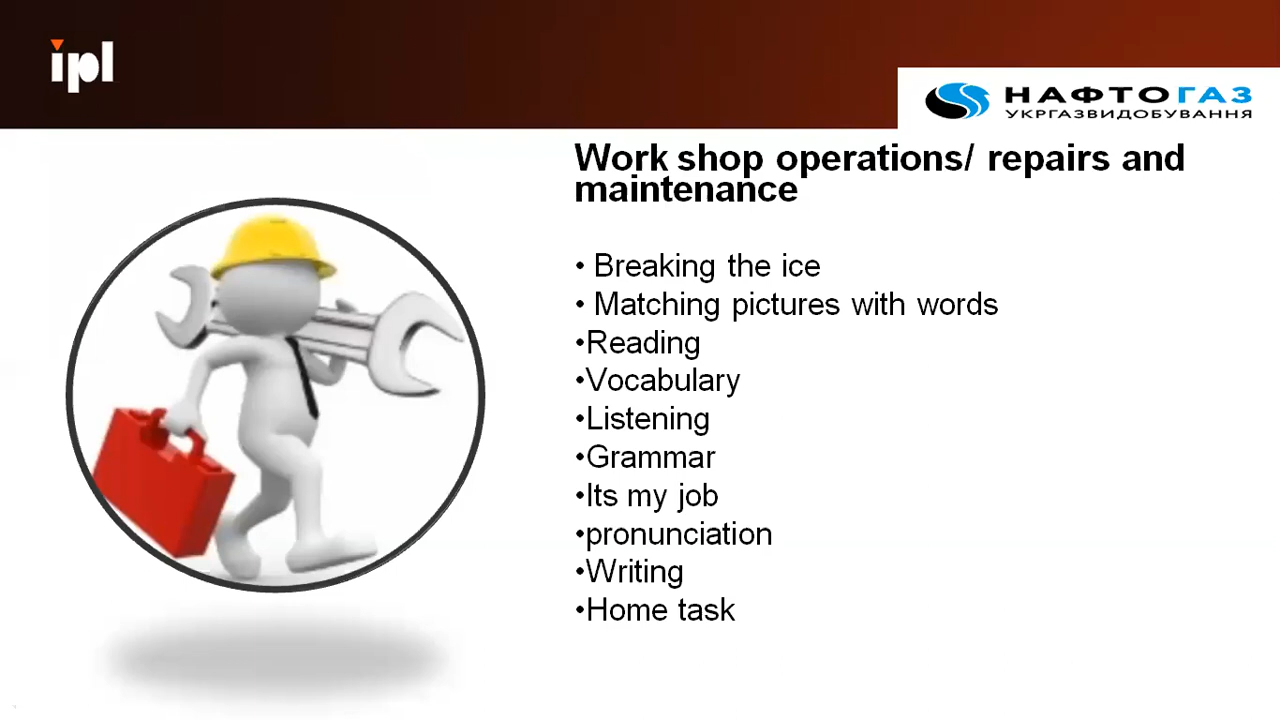 ipl
НАФТОГАЗ
УКРГАЗВИДОБУВАННЯ
Work shop operations/ repairs and
maintenance
• Breaking the ice
• Matching pictures with words
•Reading
•Vocabulary
•Listening
•Grammar
•Its my job
•pronunciation
•Writing
•Home task